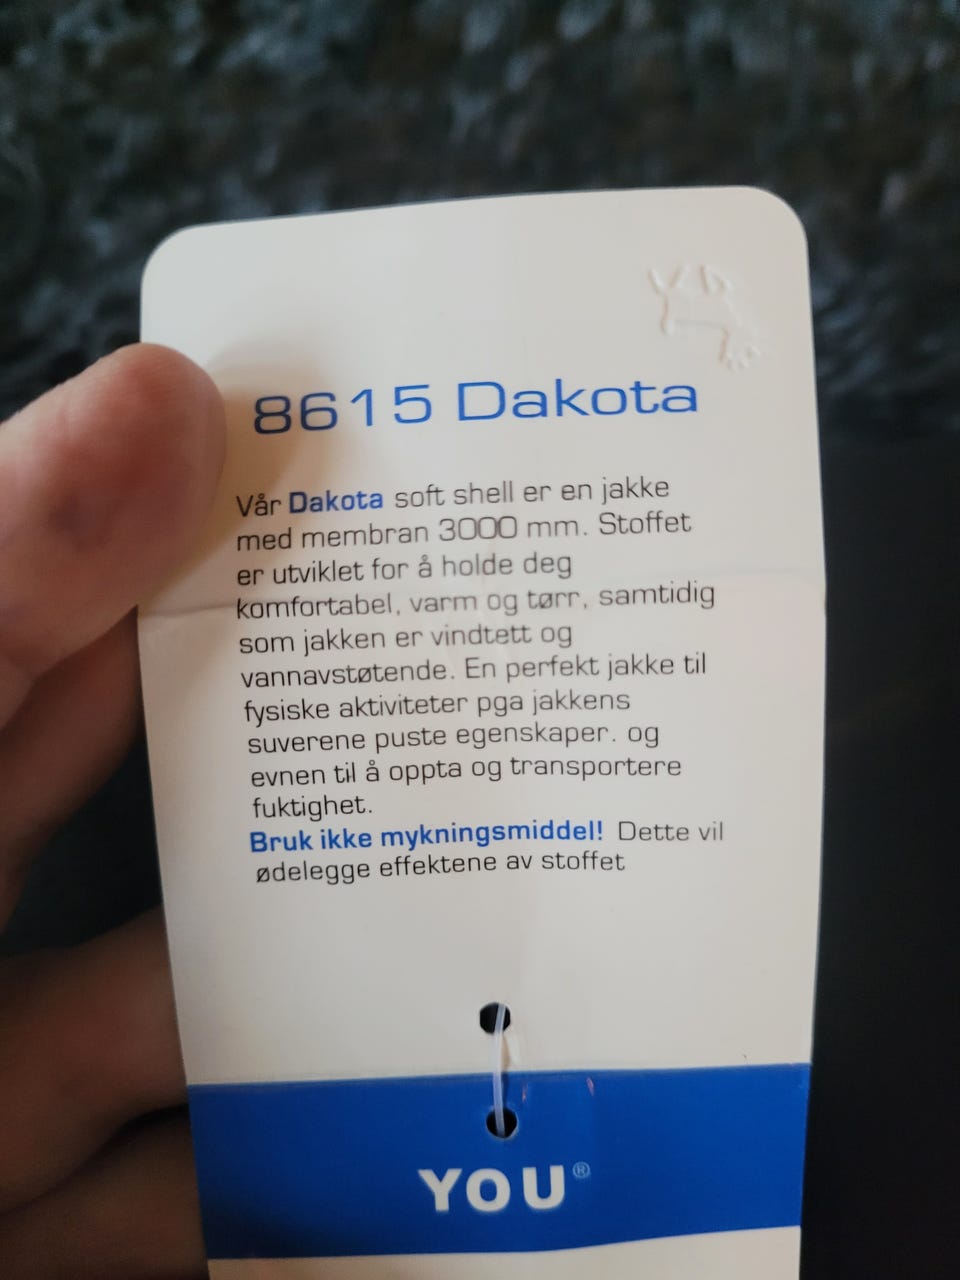 8615 Dakota
Vår Dakota soft shell er en jakke
med membran 3000 mm. Stoffet
er utviklet for å holde deg
komfortabel, varm og tørr, samtidig
som jakken er vindtett og
vannavstøtende. En perfekt jakke til
fysiske aktiviteter pga jakkens
suverene puste egenskaper. og
evnen til å oppta og transportere
fuktighet.
Bruk ikke mykningsmiddel! Dette vil
ødelegge effektene av stoffet
YOU®